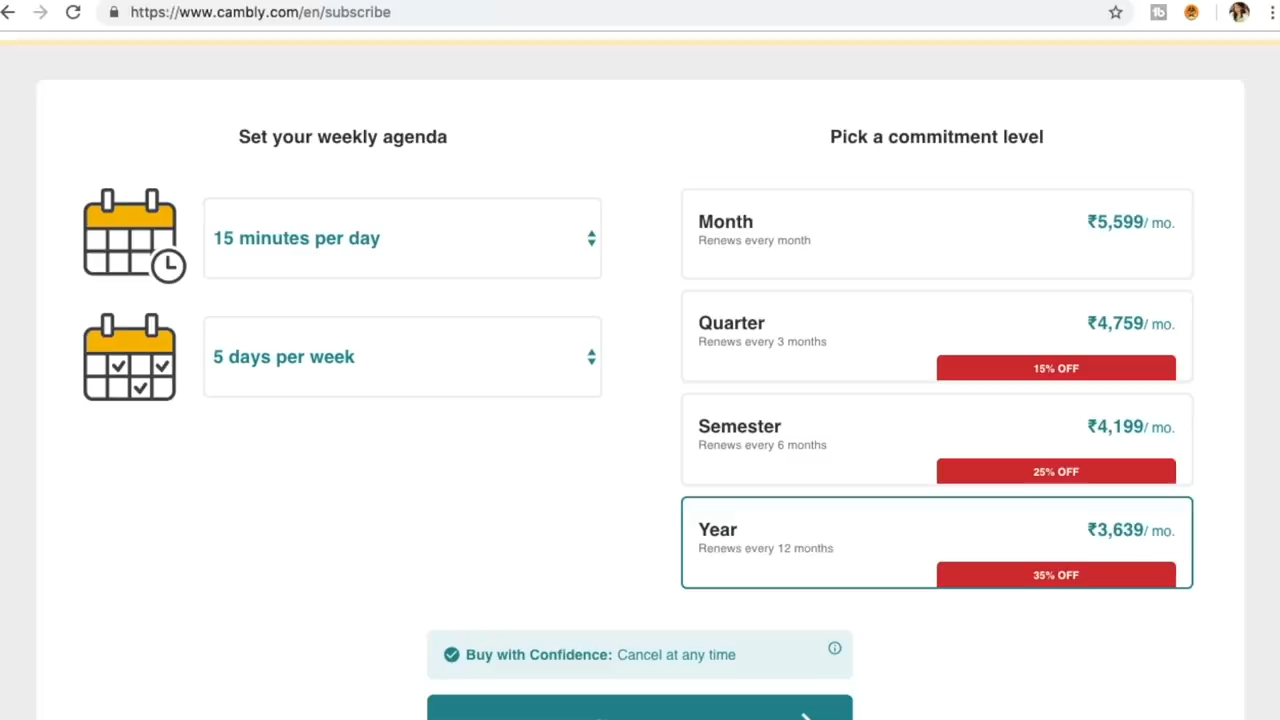 https://www.cambly.com/en/subscribe
Set your weekly agenda
15 minutes per day
5 days per week
Pick a commitment level
Month
₹5,599/ mo.
Renews every month
Quarter
₹4,759/ mo.
Renews every 3 months
15% OFF
Semester
₹4,199/ mo.
Renews every 6 months
25% OFF
Year
₹3,639/ mo.
Renews every 12 months
35% OFF
Buy with Confidence: Cancel at any time